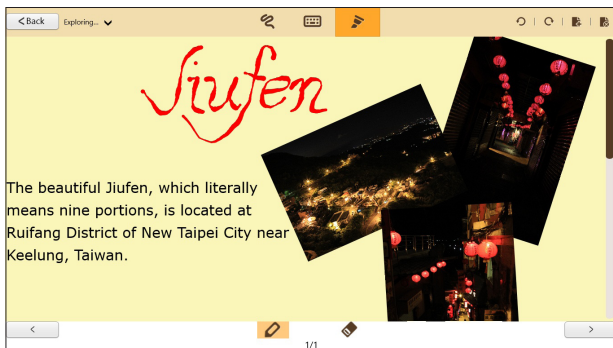 < Back
Exploring...
Jiufen
The beautiful Jiufen, which literally
means nine portions, is located at
Ruifang District of New Taipei City near
Keelung, Taiwan.
<
>
1/1